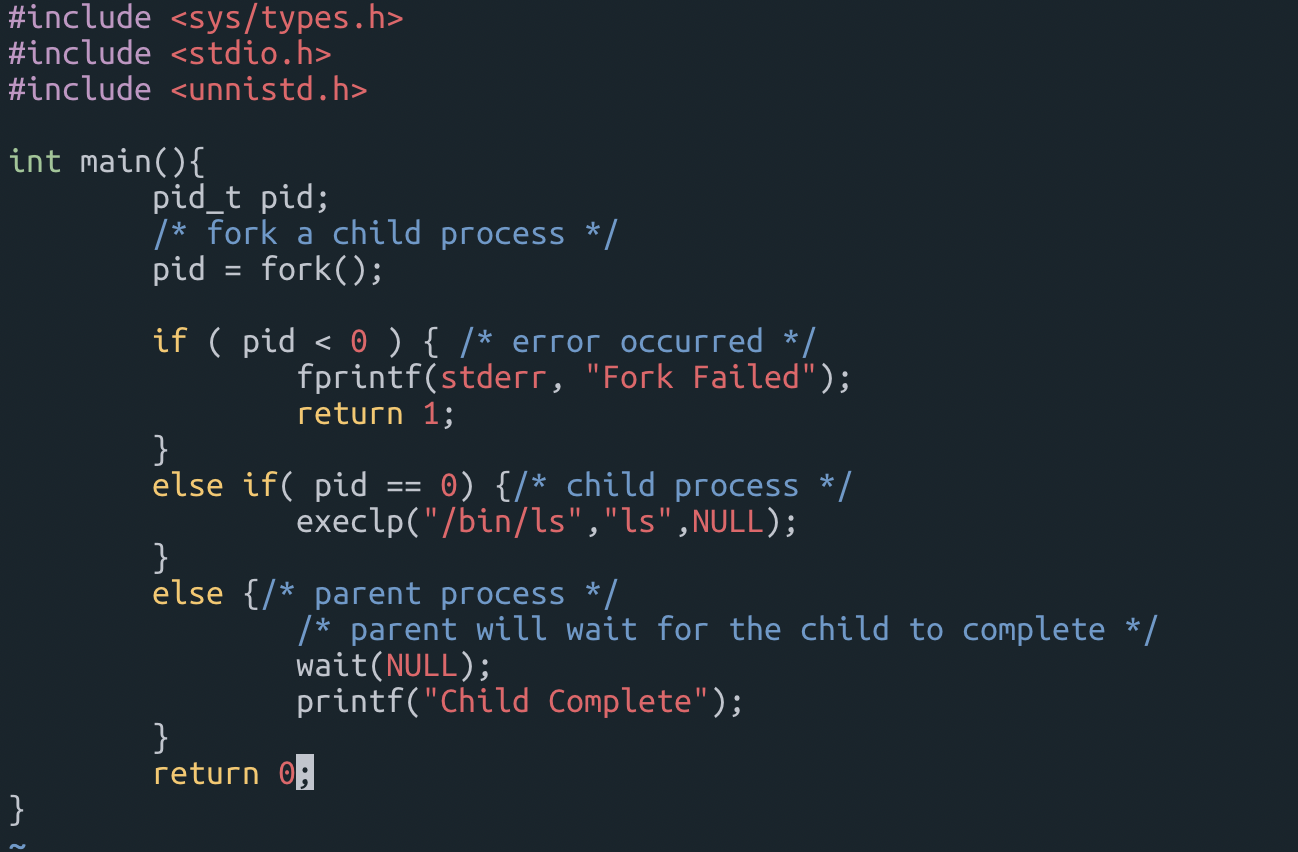 #include <sys/types.h>
#include <stdio.h>
#include <unnistd.h>

int main(){
        pid_t pid;
        /* fork a child process */
        pid = fork();

        if ( pid < 0 ) { /* error occurred */
                fprintf(stderr, "Fork Failed");
                return 1;
        }
        else if( pid == 0) {/* child process */
                execlp("/bin/ls","ls",NULL);
        }
        else {/* parent process */
                /* parent will wait for the child to complete */
                wait(NULL);
                printf("Child Complete");
        }
        return 0;
}
~